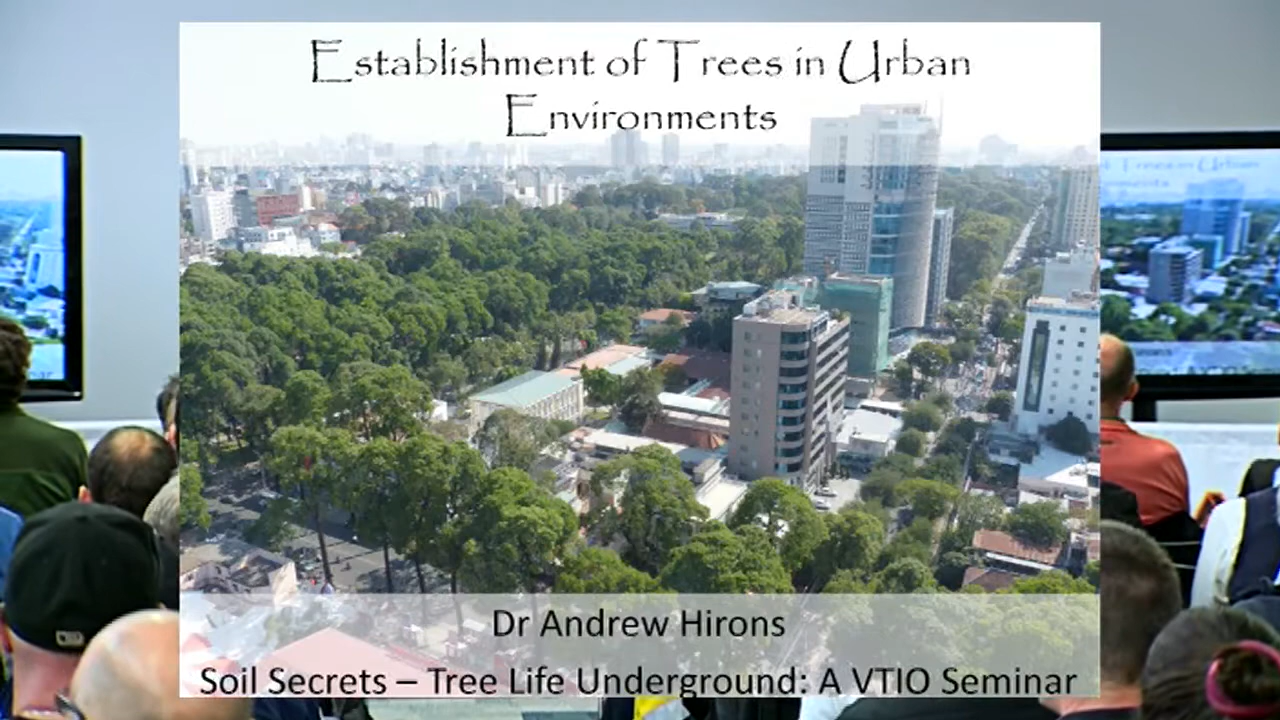 Establishment of Trees in Urban
Environments
Dr Andrew Hirons
Soil Secrets – Tree Life Underground: A VTIO Seminar